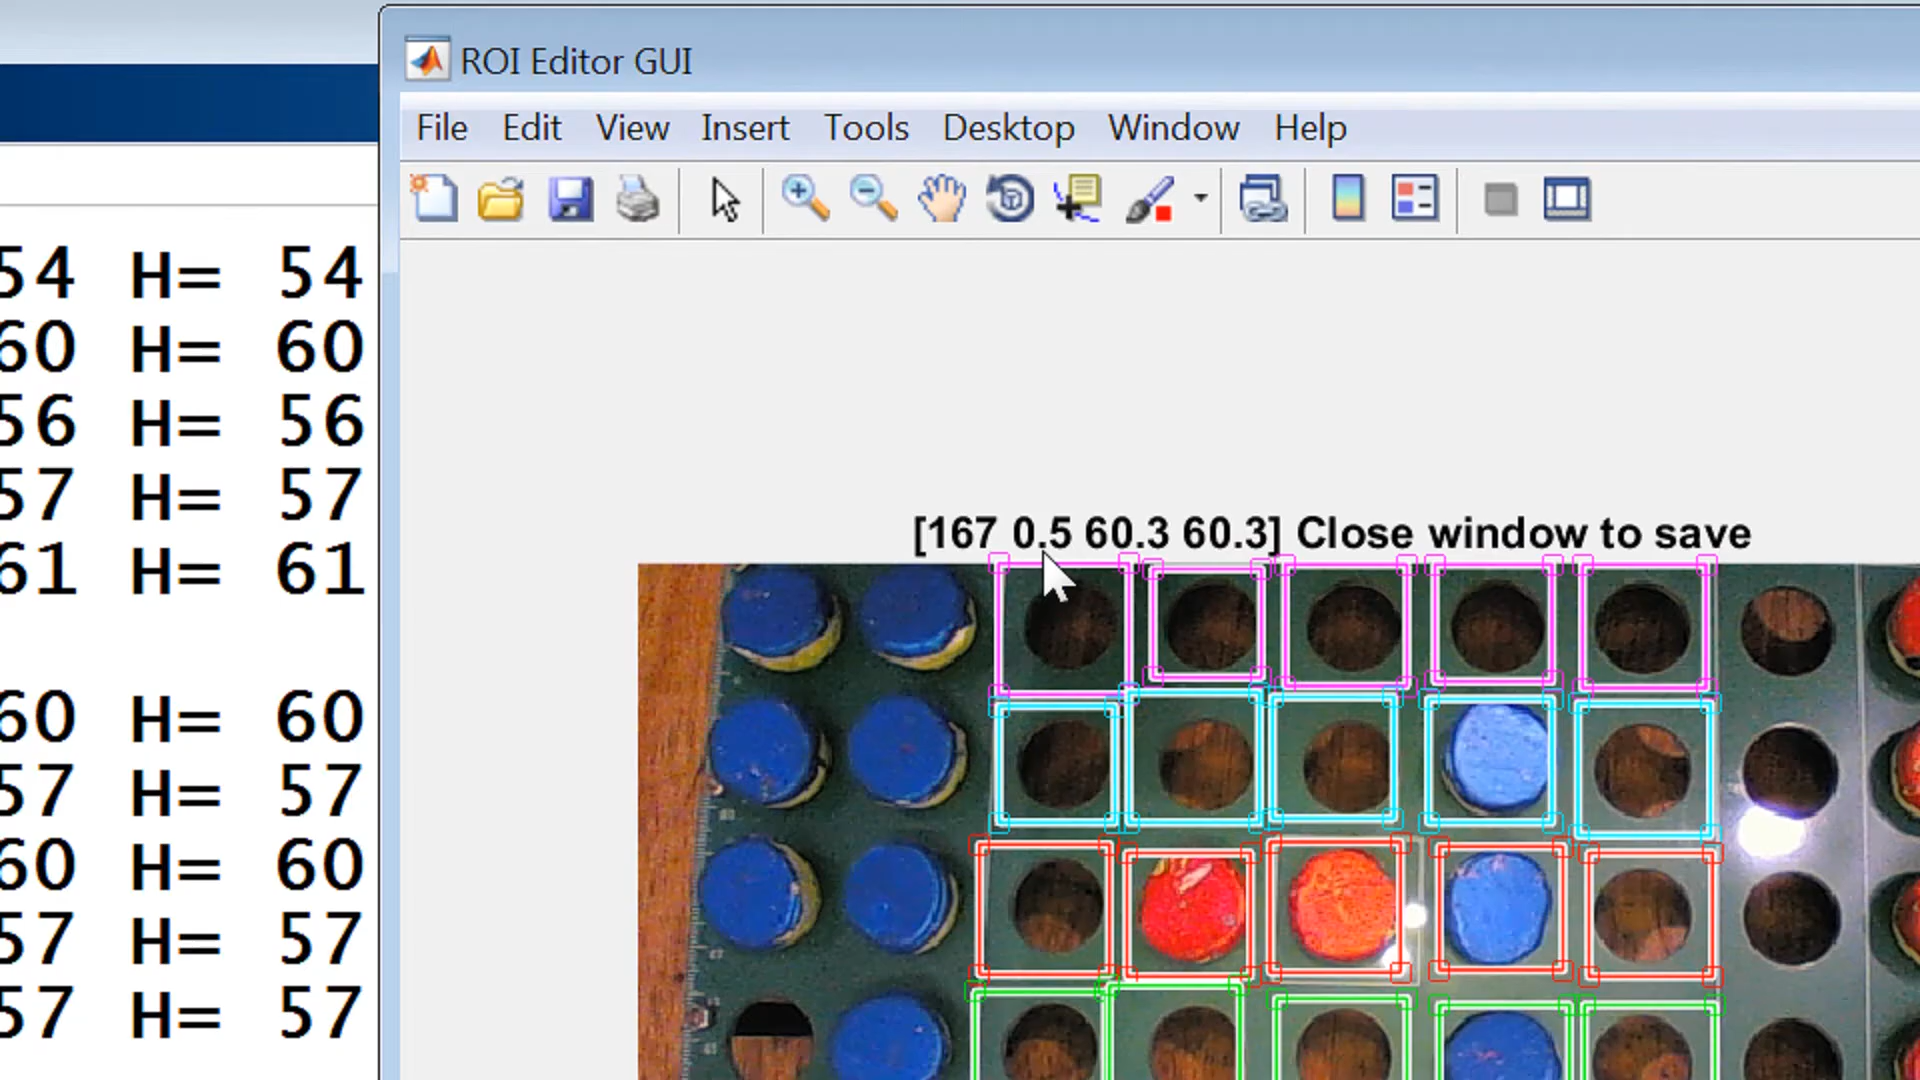 ROI Editor GUI
File Edit View Insert Tools Desktop Window Help
54 H= 54
60 H= 60
56 H= 56
57 H= 57
61 H= 61
60 H= 60
57 H= 57
60 H= 60
57 H= 57
57 H= 57
[167 0.5 60.3 60.3] Close window to save